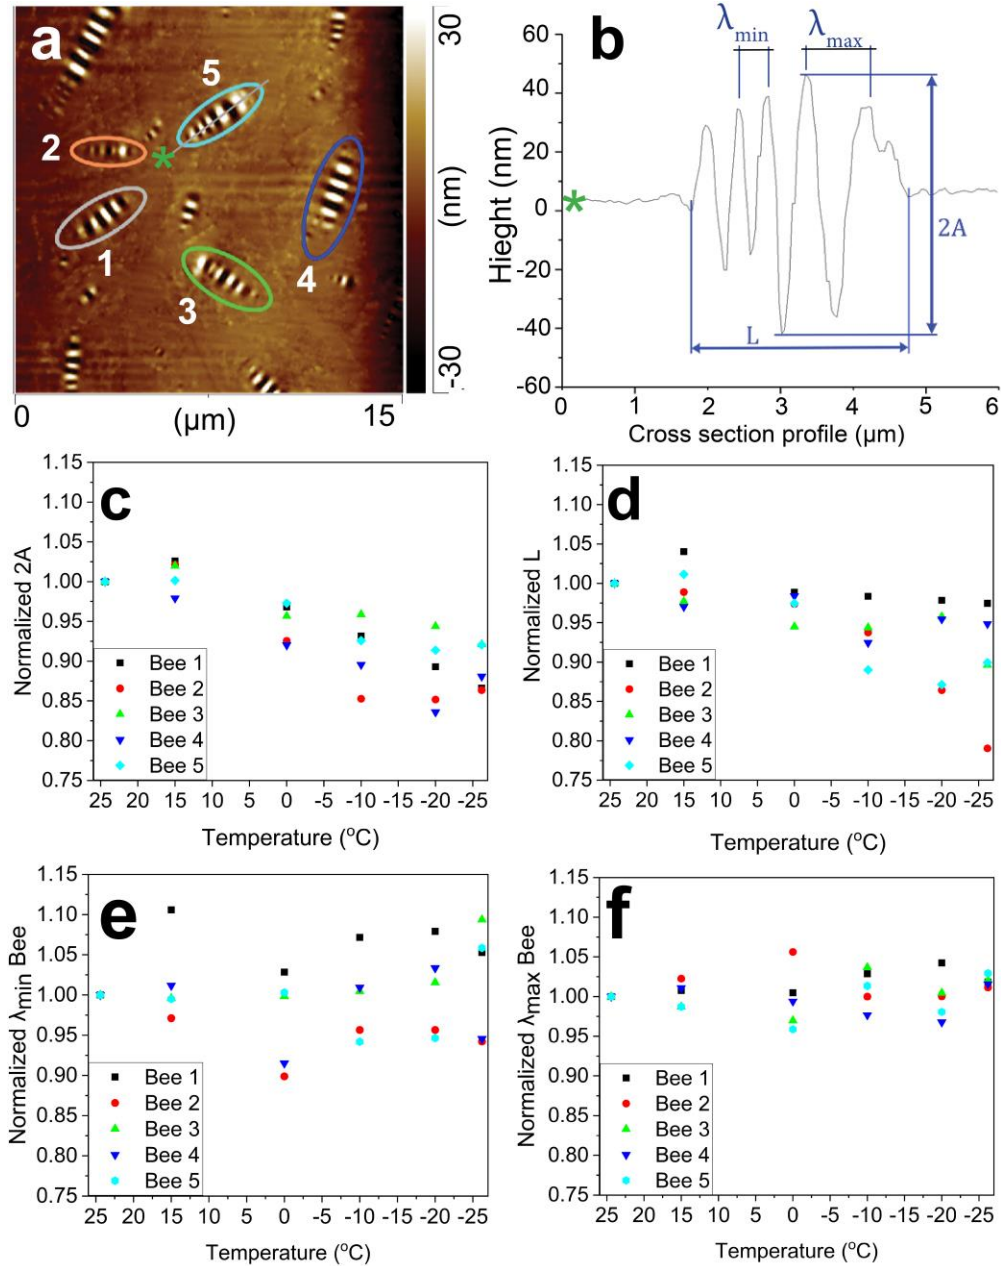 a
5
2
*
1
3
4
30
(nm)
-30
0
(µm)
15
b
λmin
λmax
60
40
20
0
-20
-40
-60
Hieght (nm)
*
2A
L
0
1
2
3
4
5
6
Cross section profile (µm)
c
1.15
1.10
1.05
1.00
0.95
0.90
0.85
0.80
0.75
Normalized 2A
Bee 1
Bee 2
Bee 3
Bee 4
Bee 5
25 20 15 10 5 0 -5 -10 -15 -20 -25
Temperature (oC)
d
1.15
1.10
1.05
1.00
0.95
0.90
0.85
0.80
0.75
Normalized L
Bee 1
Bee 2
Bee 3
Bee 4
Bee 5
25 20 15 10 5 0 -5 -10 -15 -20 -25
Temperature (oC)
e
1.15
1.10
1.05
1.00
0.95
0.90
0.85
0.80
0.75
Normalized λmin Bee
Bee 1
Bee 2
Bee 3
Bee 4
Bee 5
25 20 15 10 5 0 -5 -10 -15 -20 -25
Temperature (oC)
f
1.15
1.10
1.05
1.00
0.95
0.90
0.85
0.80
0.75
Normalized λmax Bee
Bee 1
Bee 2
Bee 3
Bee 4
Bee 5
25 20 15 10 5 0 -5 -10 -15 -20 -25
Temperature (oC)